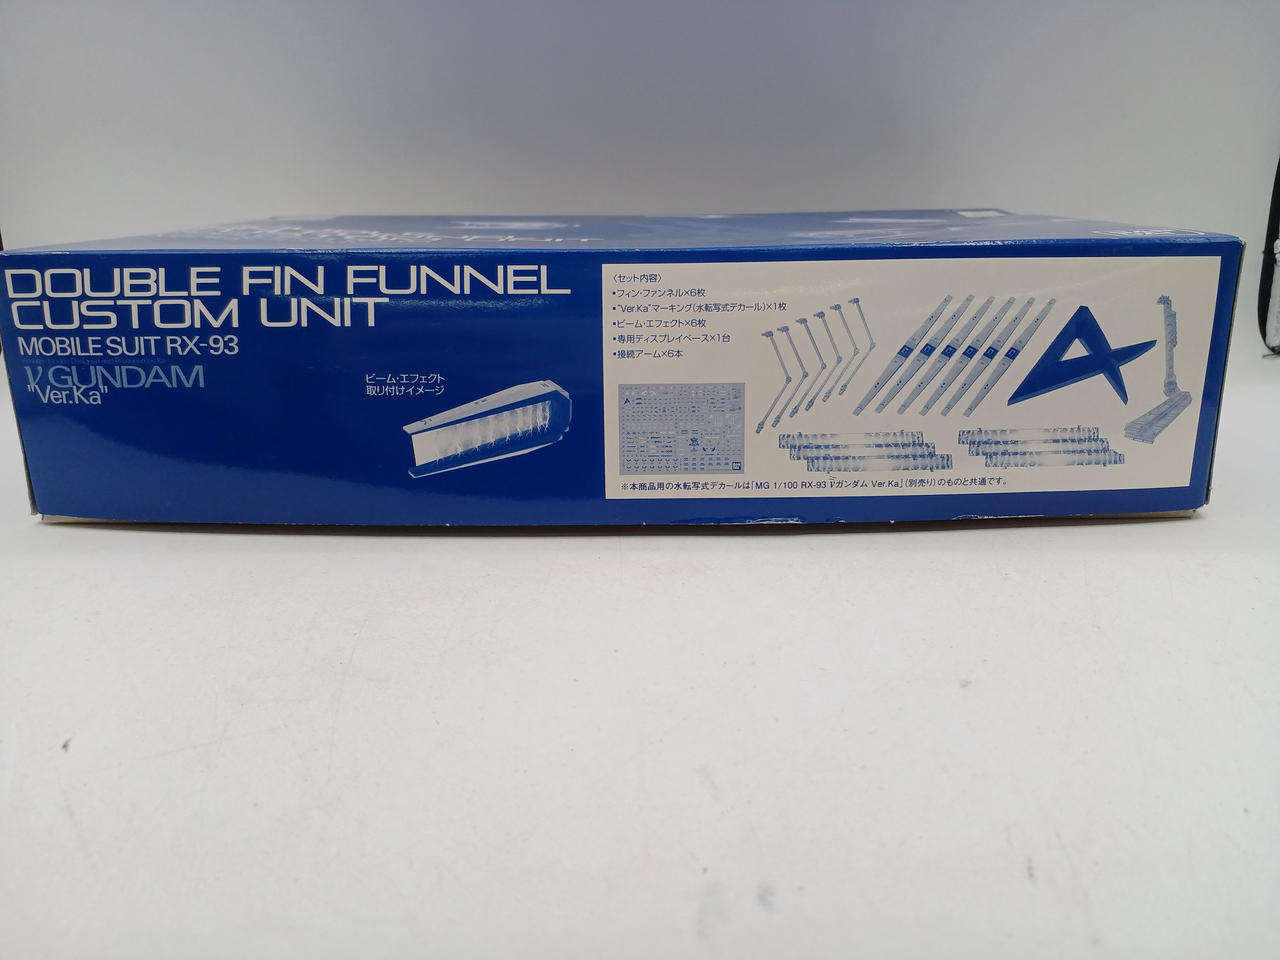 DOUBLE FIN FUNNEL
CUSTOM UNIT
MOBILE SUIT RX-93
νGUNDAM
"Ver.Ka"
ビーム・エフェクト
取り付けイメージ
〈セット内容〉
▪フィン・ファンネル×6枚
▪"Ver.Ka"マーキング(水転写式デカール)×1枚
▪ビーム・エフェクト×6枚
▪専用ディスプレイベース×1台
▪接続アーム×6本
※本商品用の水転写式デカールは「MG 1/100 RX-93 νガンダム Ver.Ka」(別売り)のものと共通です。